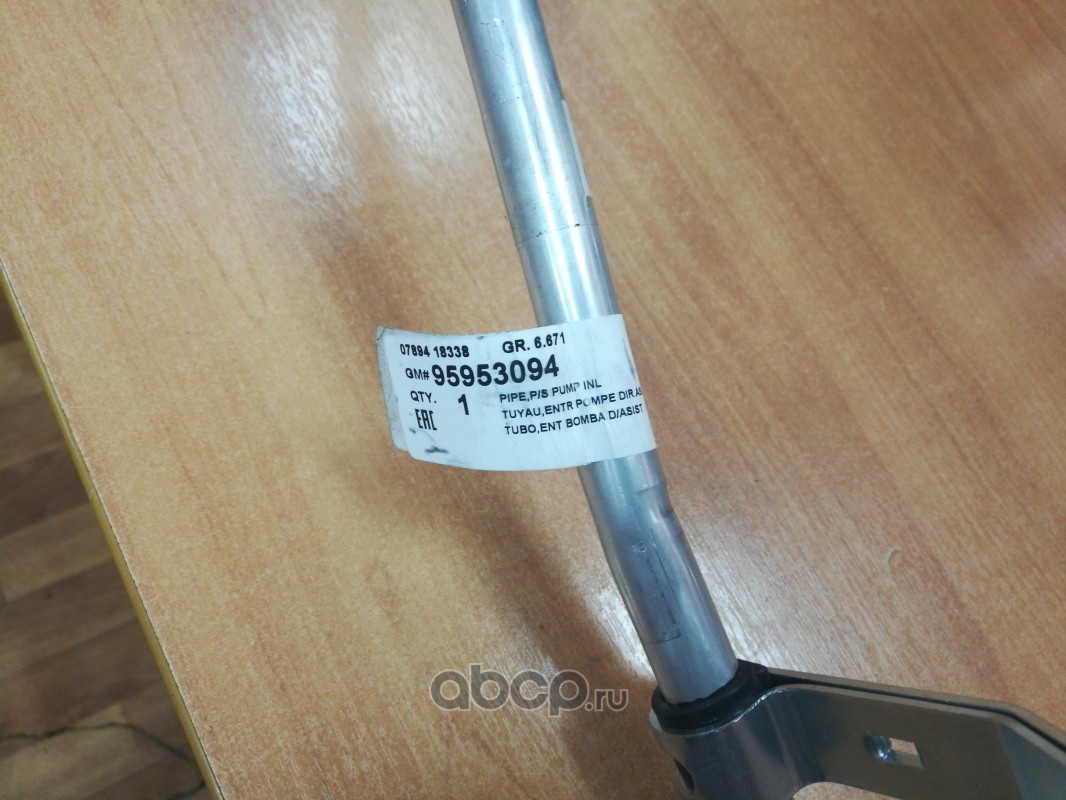 07894 18338 GR. 6.671
GM# 95953094
QTY. 1 PIPE,P/S PUMP INL
EAC TUYAU,ENTR POMPE DIR.AS
TUBO,ENT BOMBA D/ASIST
abcp.ru